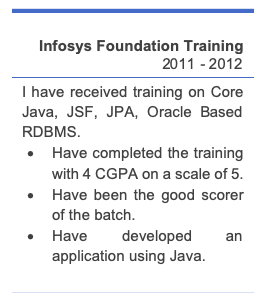 Infosys Foundation Training
2011 - 2012
I have received training on Core
Java, JSF, JPA, Oracle Based
RDBMS.
• Have completed the training
with 4 CGPA on a scale of 5.
• Have been the good scorer
of the batch.
• Have developed an
application using Java.